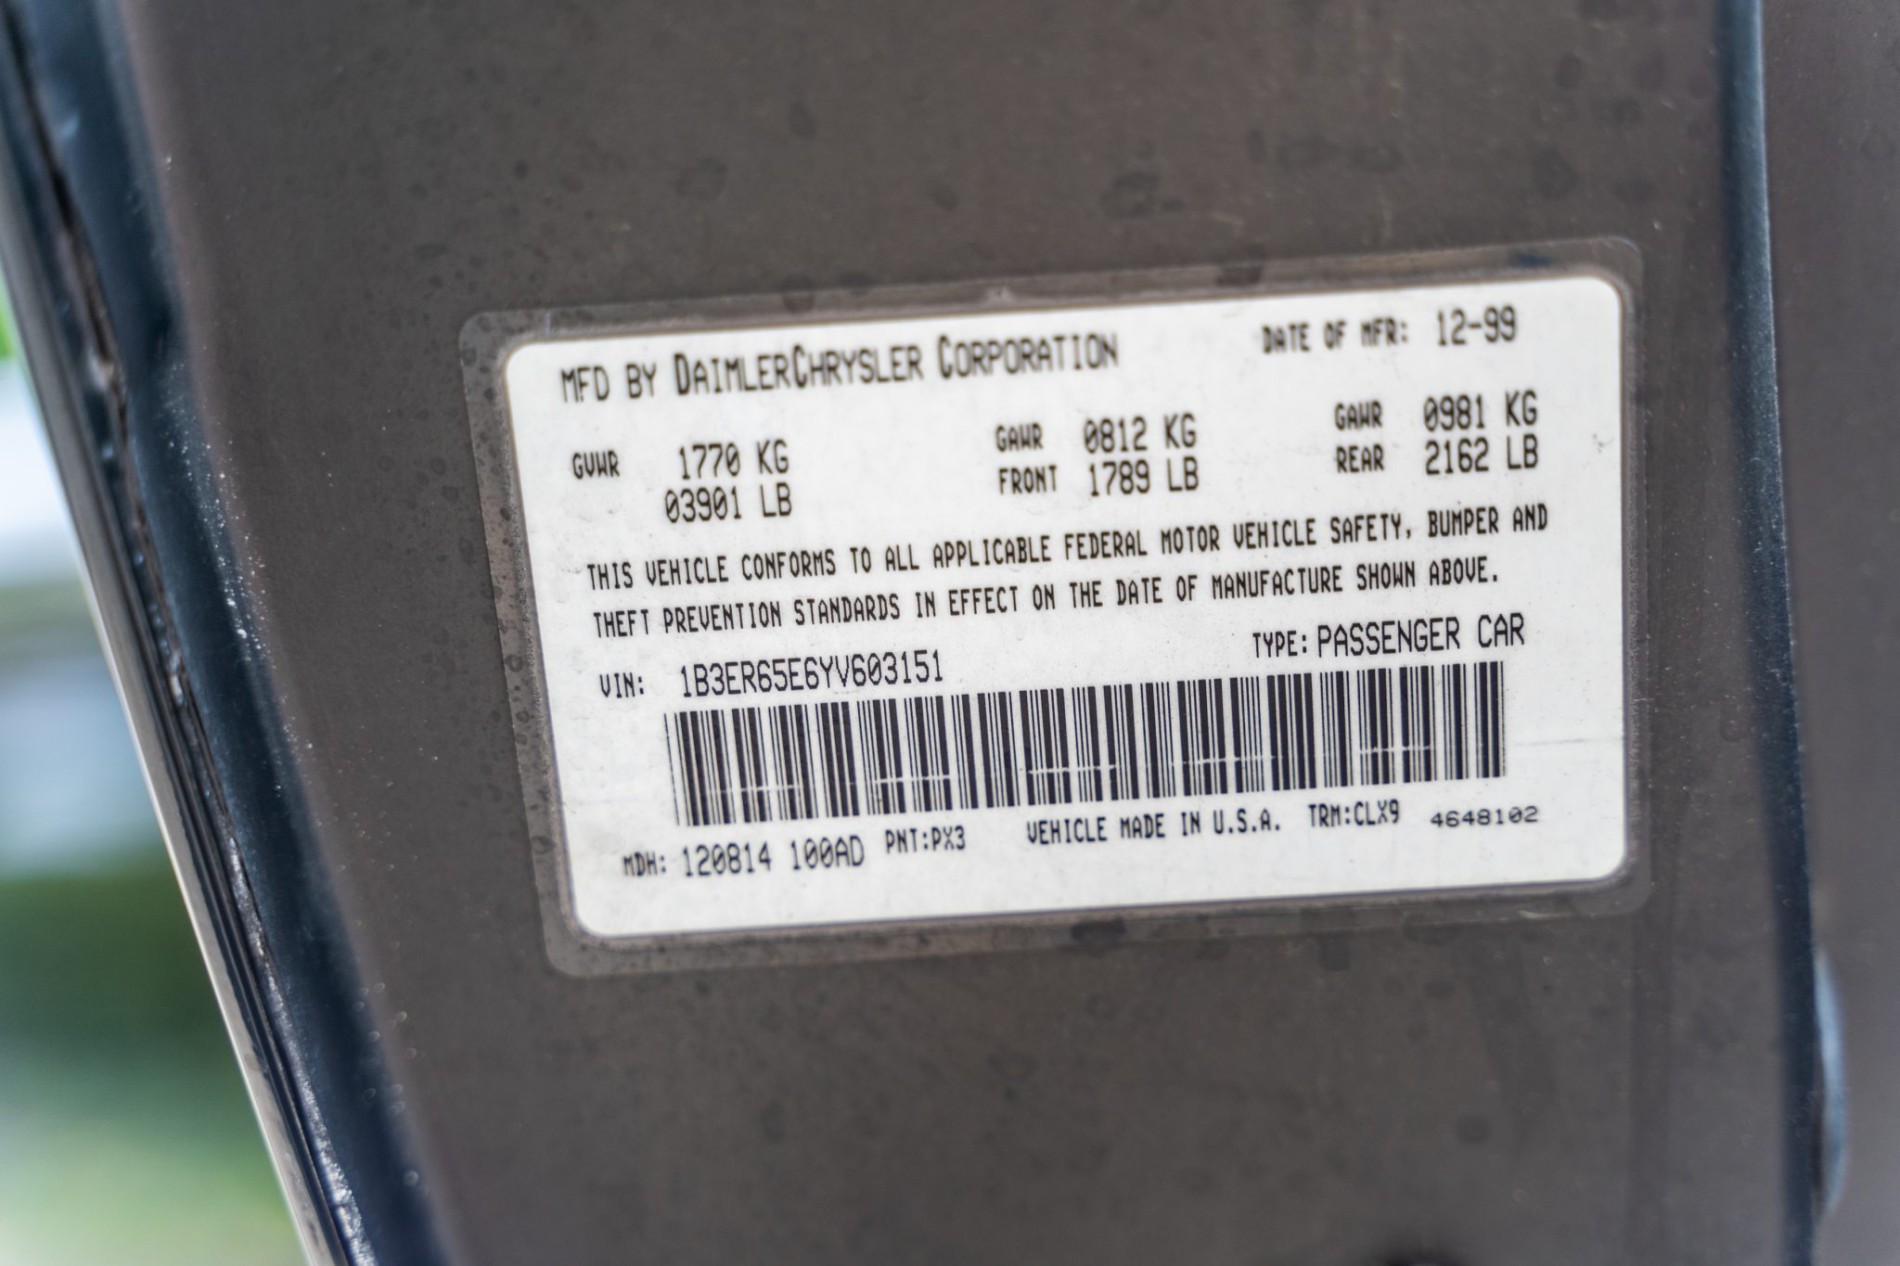 MFD BY DAIMLERCHRYSLER CORPORATION DATE OF MFR: 12-99
GVWR 1770 KG GAWR 0812 KG GAWR 0981 KG
03901 LB FRONT 1789 LB REAR 2162 LB
THIS VEHICLE CONFORMS TO ALL APPLICABLE FEDERAL MOTOR VEHICLE SAFETY, BUMPER AND
THEFT PREVENTION STANDARDS IN EFFECT ON THE DATE OF MANUFACTURE SHOWN ABOVE.
VIN: 1B3ER65E6YV603151 TYPE: PASSENGER CAR
MDH: 120814 100AD PNT:PX3 VEHICLE MADE IN U.S.A. TRM:CLX9 4648102